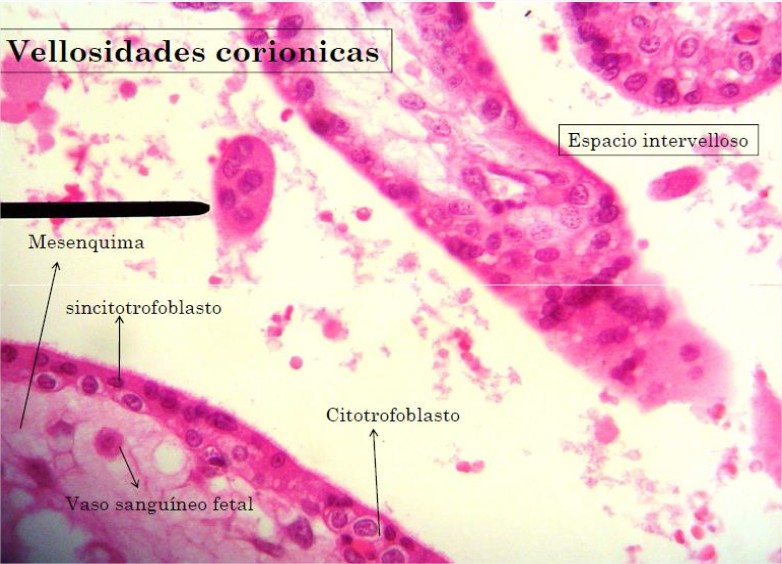 Vellosidades corionicas
Espacio intervelloso
Mesenquima
sincitotrofoblasto
Citotrofoblasto
Vaso sanguíneo fetal